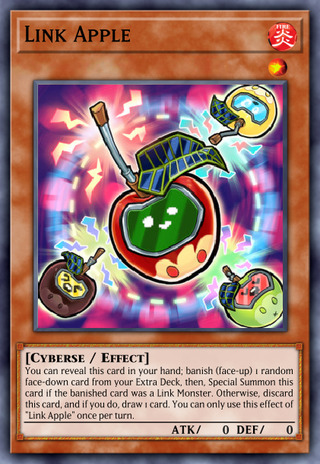 Link Apple
FIRE
炎
[Cyberse / Effect]
You can reveal this card in your hand; banish (face-up) 1 random
face-down card from your Extra Deck, then, Special Summon this
card if the banished card was a Link Monster. Otherwise, discard
this card, and if you do, draw 1 card. You can only use this effect of
"Link Apple" once per turn.
ATK/ 0 DEF/ 0